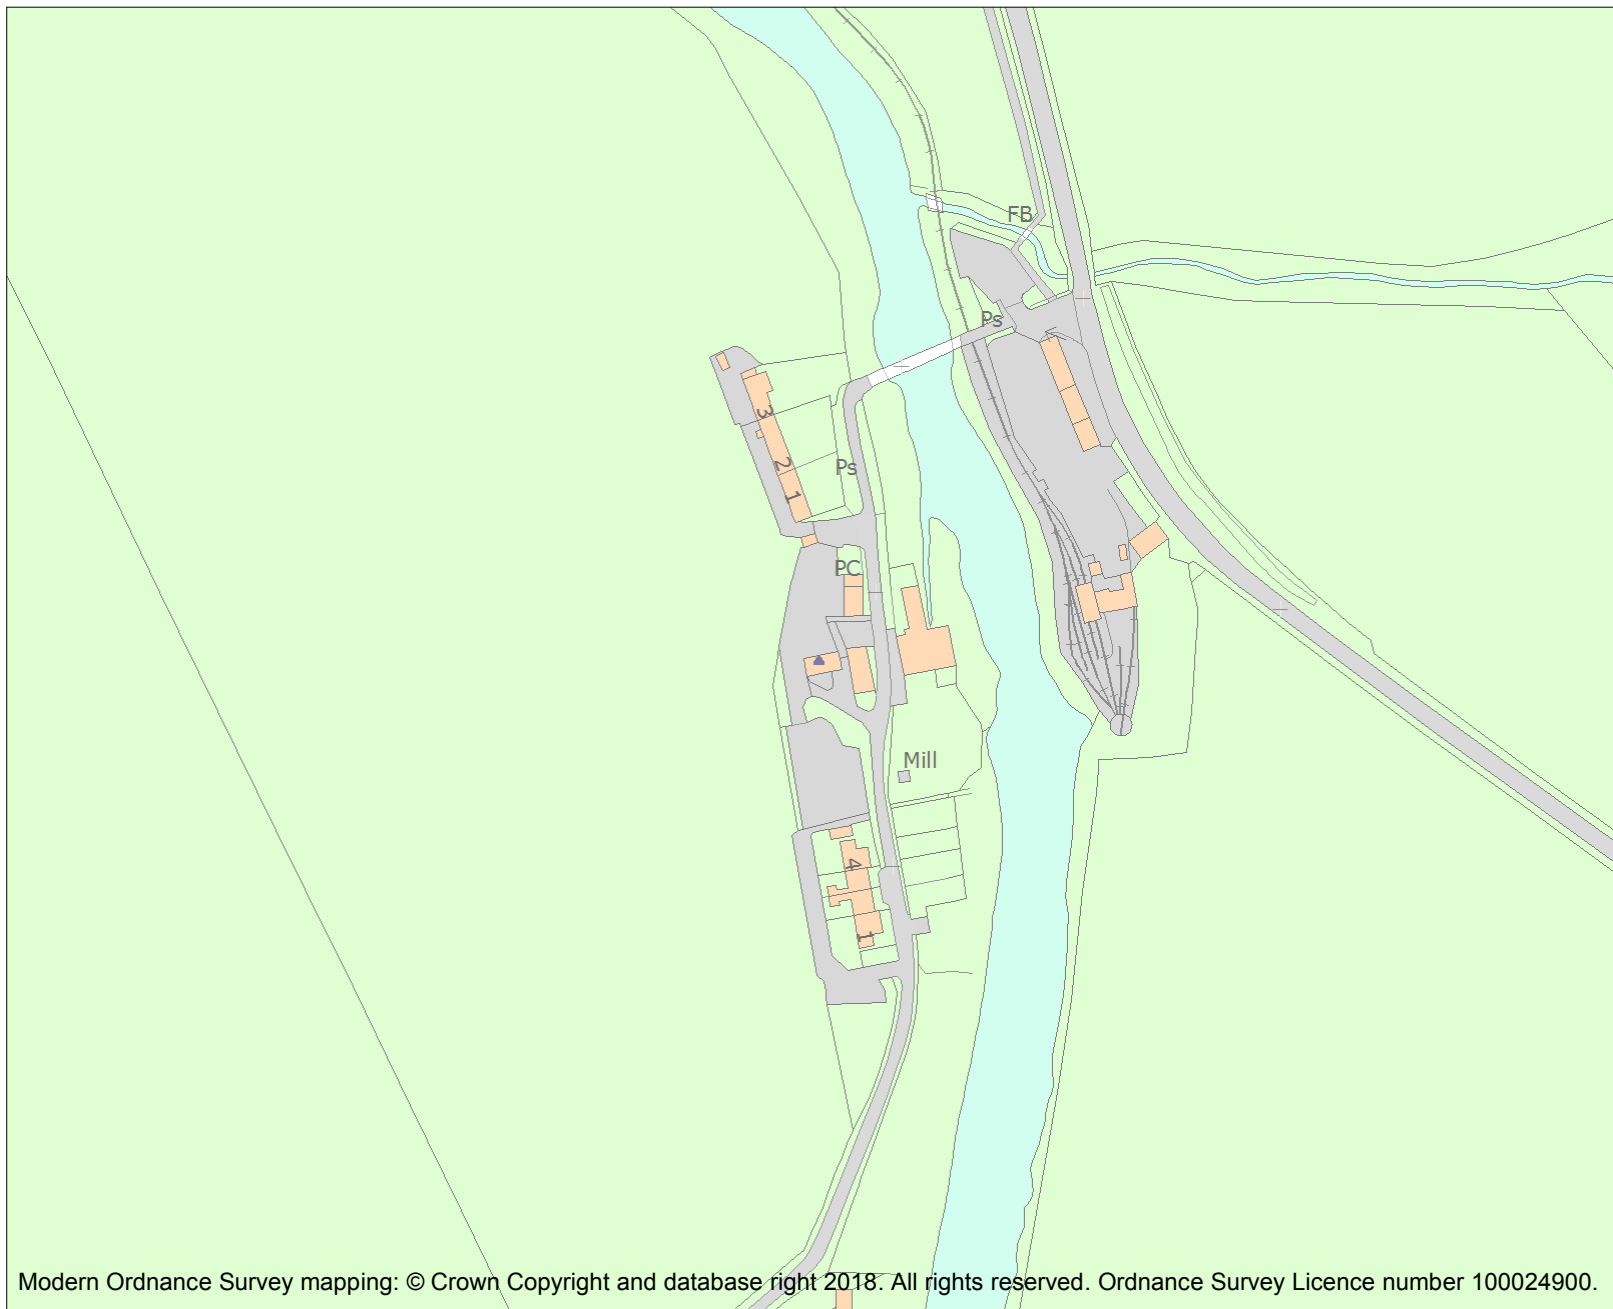 FB
Ps
3
2
Ps
1
PC
Mill
4
1
Modern Ordnance Survey mapping: © Crown Copyright and database right 2018. All rights reserved. Ordnance Survey Licence number 100024900.